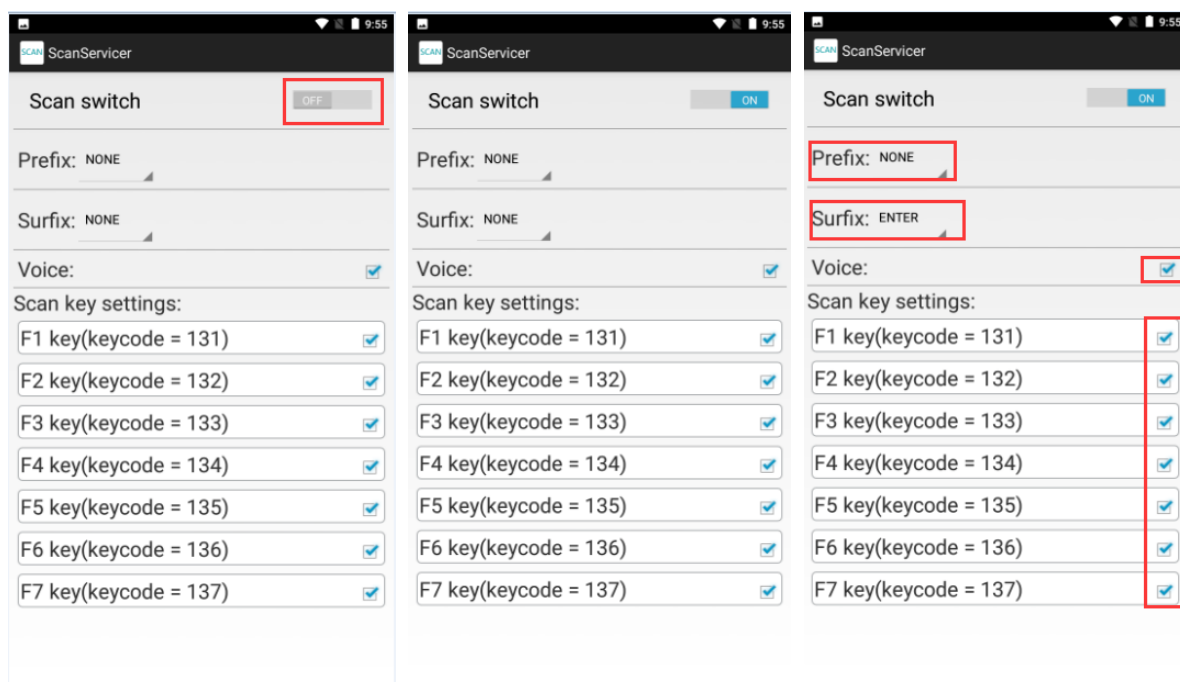 9:55
SCAN ScanServicer
Scan switch OFF
Prefix: NONE
Surfix: NONE
Voice:
Scan key settings:
F1 key(keycode = 131)
F2 key(keycode = 132)
F3 key(keycode = 133)
F4 key(keycode = 134)
F5 key(keycode = 135)
F6 key(keycode = 136)
F7 key(keycode = 137)
9:55
SCAN ScanServicer
Scan switch ON
Prefix: NONE
Surfix: NONE
Voice:
Scan key settings:
F1 key(keycode = 131)
F2 key(keycode = 132)
F3 key(keycode = 133)
F4 key(keycode = 134)
F5 key(keycode = 135)
F6 key(keycode = 136)
F7 key(keycode = 137)
9:55
SCAN ScanServicer
Scan switch ON
Prefix: NONE
Surfix: ENTER
Voice:
Scan key settings:
F1 key(keycode = 131)
F2 key(keycode = 132)
F3 key(keycode = 133)
F4 key(keycode = 134)
F5 key(keycode = 135)
F6 key(keycode = 136)
F7 key(keycode = 137)